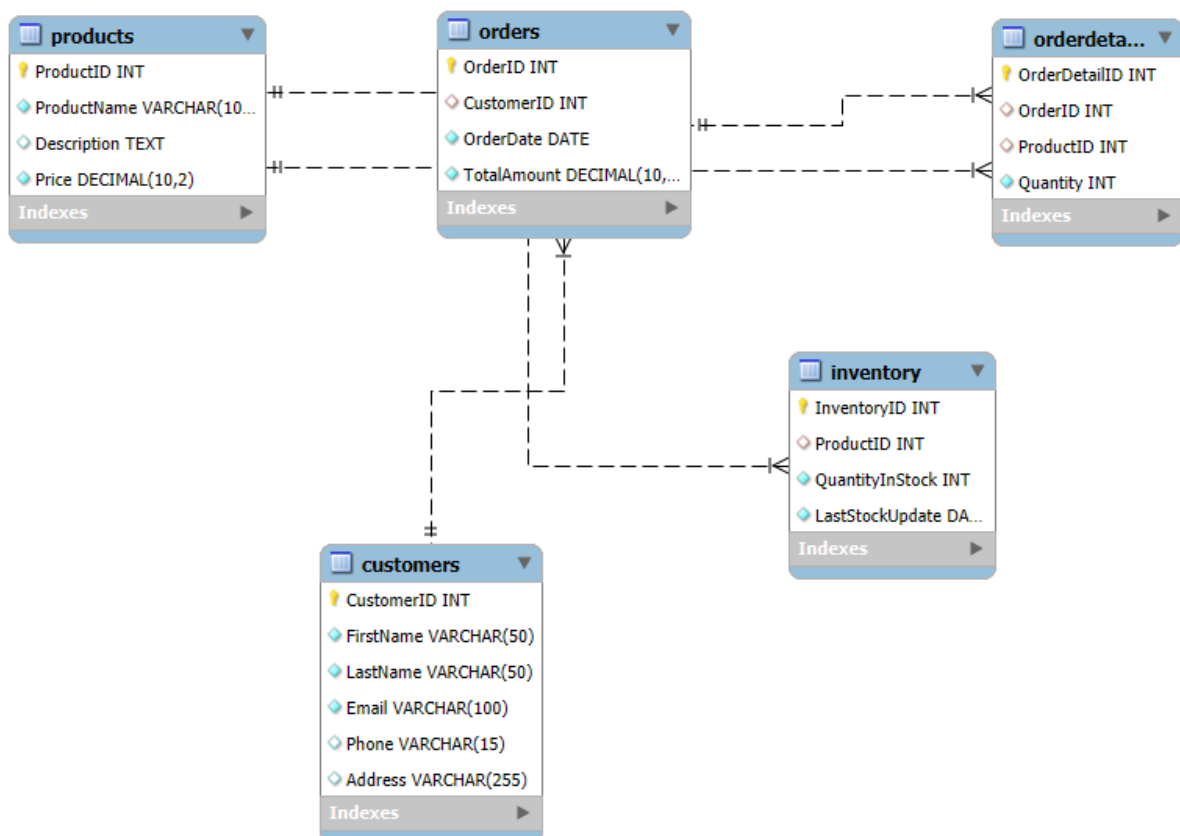 products
ProductID INT
ProductName VARCHAR(10...
Description TEXT
Price DECIMAL(10,2)
Indexes
orders
OrderID INT
CustomerID INT
OrderDate DATE
TotalAmount DECIMAL(10,...
Indexes
orderdeta...
OrderDetailID INT
OrderID INT
ProductID INT
Quantity INT
Indexes
inventory
InventoryID INT
ProductID INT
QuantityInStock INT
LastStockUpdate DA...
Indexes
customers
CustomerID INT
FirstName VARCHAR(50)
LastName VARCHAR(50)
Email VARCHAR(100)
Phone VARCHAR(15)
Address VARCHAR(255)
Indexes